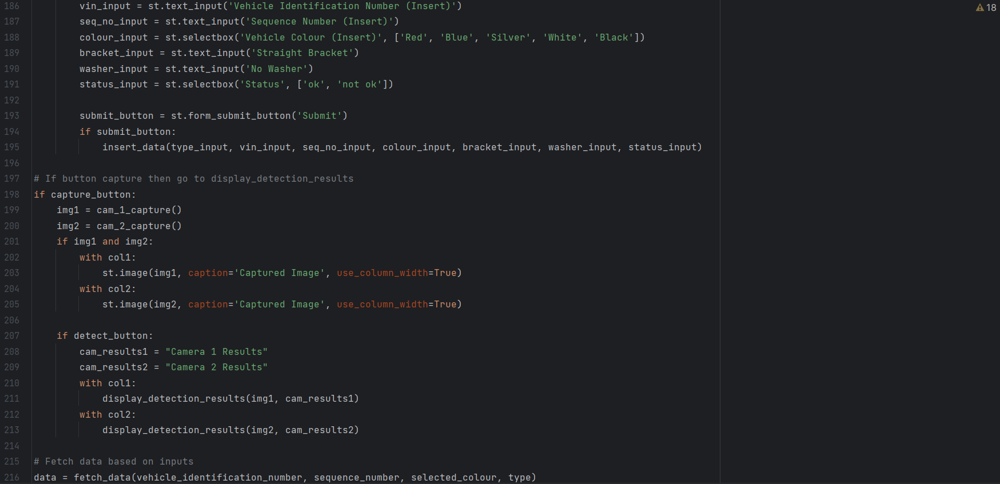 186 vin_input = st.text_input('Vehicle Identification Number (Insert)')
18
187 seq_no_input = st.text_input('Sequence Number (Insert)')
188 colour_input = st.selectbox('Vehicle Colour (Insert)', ['Red', 'Blue', 'Silver', 'White', 'Black'])
189 bracket_input = st.text_input('Straight Bracket')
190 washer_input = st.text_input('No Washer')
191 status_input = st.selectbox('Status', ['ok', 'not ok'])
192
193 submit_button = st.form_submit_button('Submit')
194 if submit_button:
195 insert_data(type_input, vin_input, seq_no_input, colour_input, bracket_input, washer_input, status_input)
196
197 # If button capture then go to display_detection_results
198 if capture_button:
199 img1 = cam_1_capture()
200 img2 = cam_2_capture()
201 if img1 and img2:
202 with col1:
203 st.image(img1, caption='Captured Image', use_column_width=True)
204 with col2:
205 st.image(img2, caption='Captured Image', use_column_width=True)
206
207 if detect_button:
208 cam_results1 = "Camera 1 Results"
209 cam_results2 = "Camera 2 Results"
210 with col1:
211 display_detection_results(img1, cam_results1)
212 with col2:
213 display_detection_results(img2, cam_results2)
214
215 # Fetch data based on inputs
216 data = fetch_data(vehicle_identification_number, sequence_number, selected_colour, type)